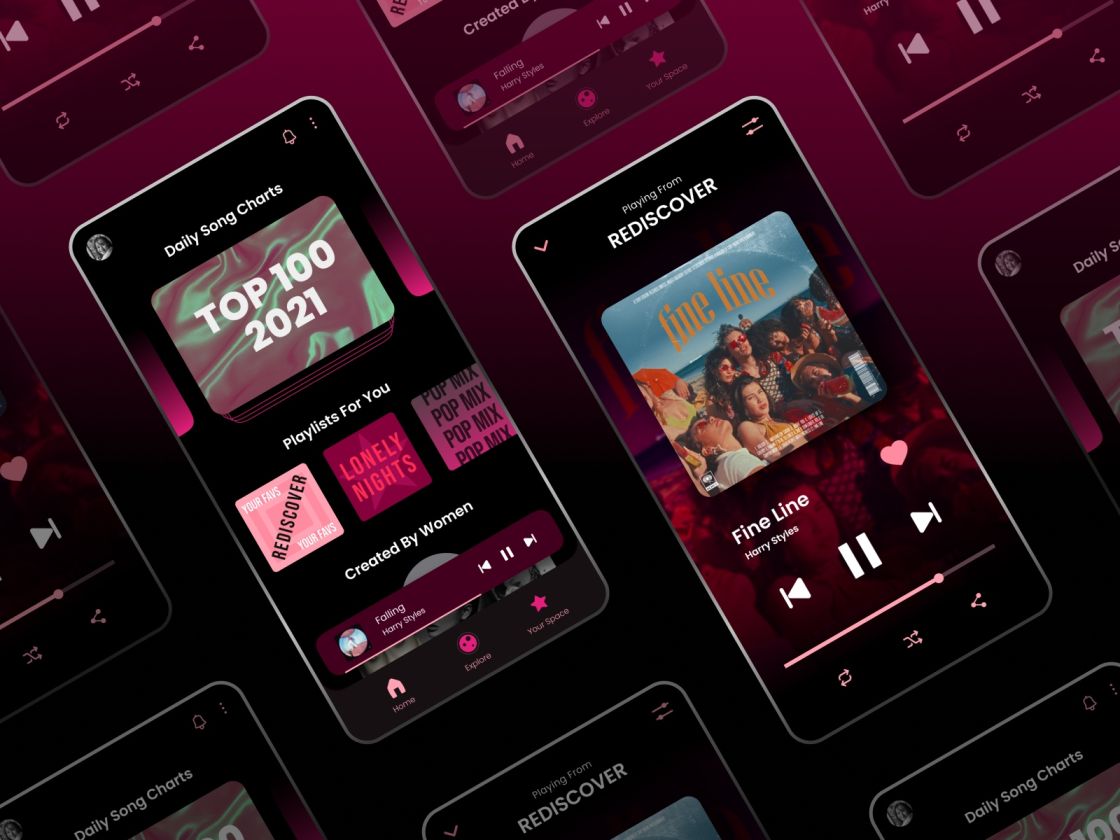 Created By
Falling
Harry Styles
Home
Explore
Your Space
Harry
Daily Song Charts
TOP 100
2021
Playlists For You
YOUR FAVS
REDISCOVER
YOUR FAVS
LONELY
NIGHTS
POP MIX
POP MIX
POP MIX
POP MIX
Created By Women
Falling
Harry Styles
Home
Explore
Your Space
Playing From
REDISCOVER
fine line
Fine Line
Harry Styles
Daily S
Daily Song Charts
Playing From
REDISCOVER
Daily Song Charts